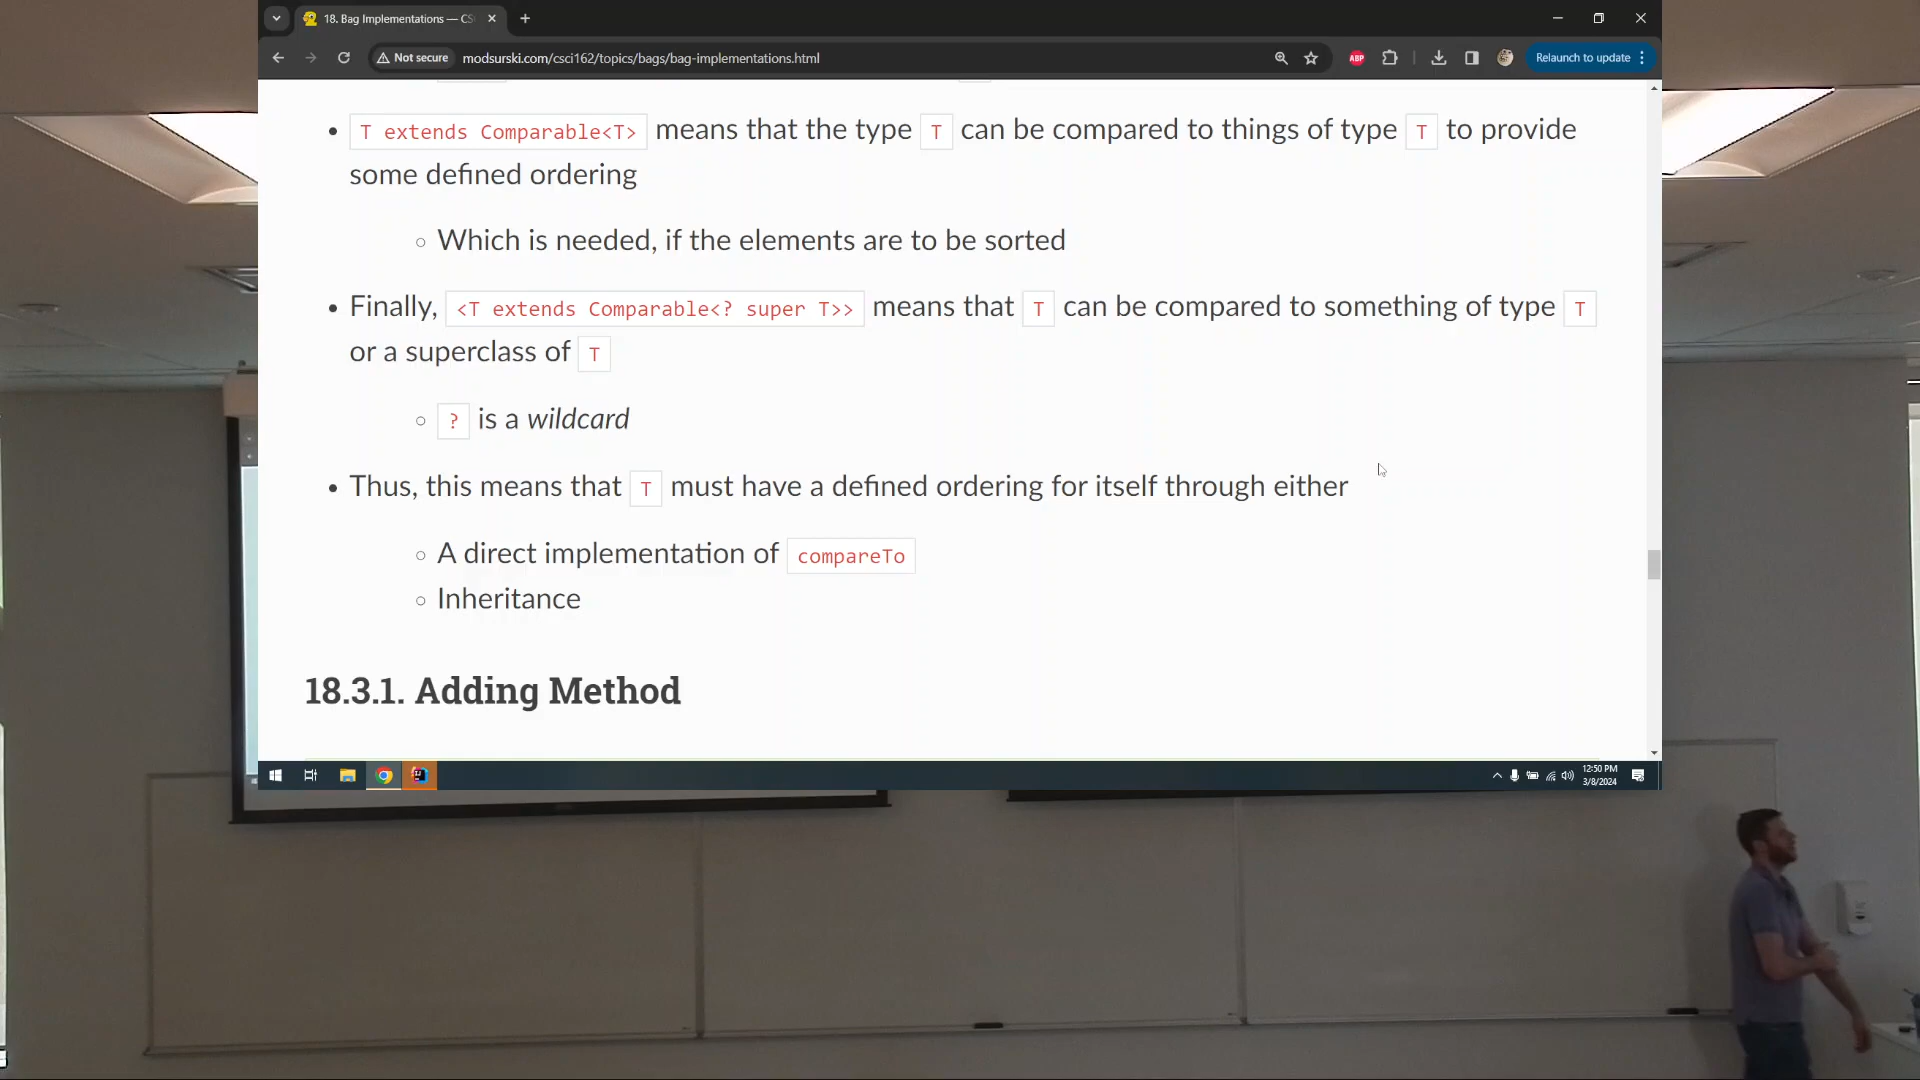 18. Bag Implementations — CS
Not secure
modsurski.com/csci162/topics/bags/bag-implementations.html
ABP
Relaunch to update
T extends Comparable<T> means that the type T can be compared to things of type T to provide
some defined ordering
Which is needed, if the elements are to be sorted
Finally, <T extends Comparable<? super T>> means that T can be compared to something of type T
or a superclass of T
? is a wildcard
Thus, this means that T must have a defined ordering for itself through either
A direct implementation of compareTo
Inheritance
18.3.1. Adding Method
12:50 PM
3/8/2024